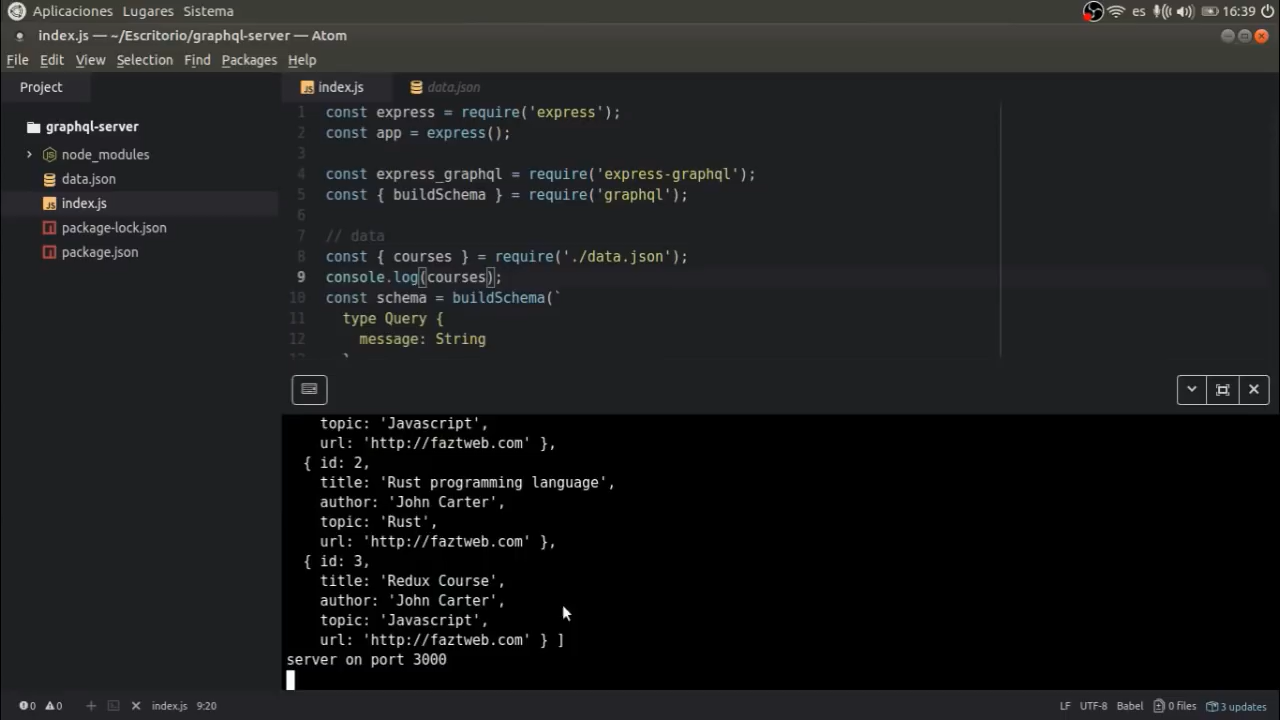 Aplicaciones Lugares Sistema es 16:39
index.js — ~/Escritorio/graphql-server — Atom
File Edit View Selection Find Packages Help
Project
graphql-server
node_modules
data.json
index.js
package-lock.json
package.json
index.js data.json
1 const express = require('express');
2 const app = express();
3
4 const express_graphql = require('express-graphql');
5 const { buildSchema } = require('graphql');
6
7 // data
8 const { courses } = require('./data.json');
9 console.log(courses);
10 const schema = buildSchema(`
11 type Query {
12 message: String
topic: 'Javascript',
url: 'http://faztweb.com' },
{ id: 2,
title: 'Rust programming language',
author: 'John Carter',
topic: 'Rust',
url: 'http://faztweb.com' },
{ id: 3,
title: 'Redux Course',
author: 'John Carter',
topic: 'Javascript',
url: 'http://faztweb.com' } ]
server on port 3000
0 0 index.js 9:20 LF UTF-8 Babel 0 files 3 updates